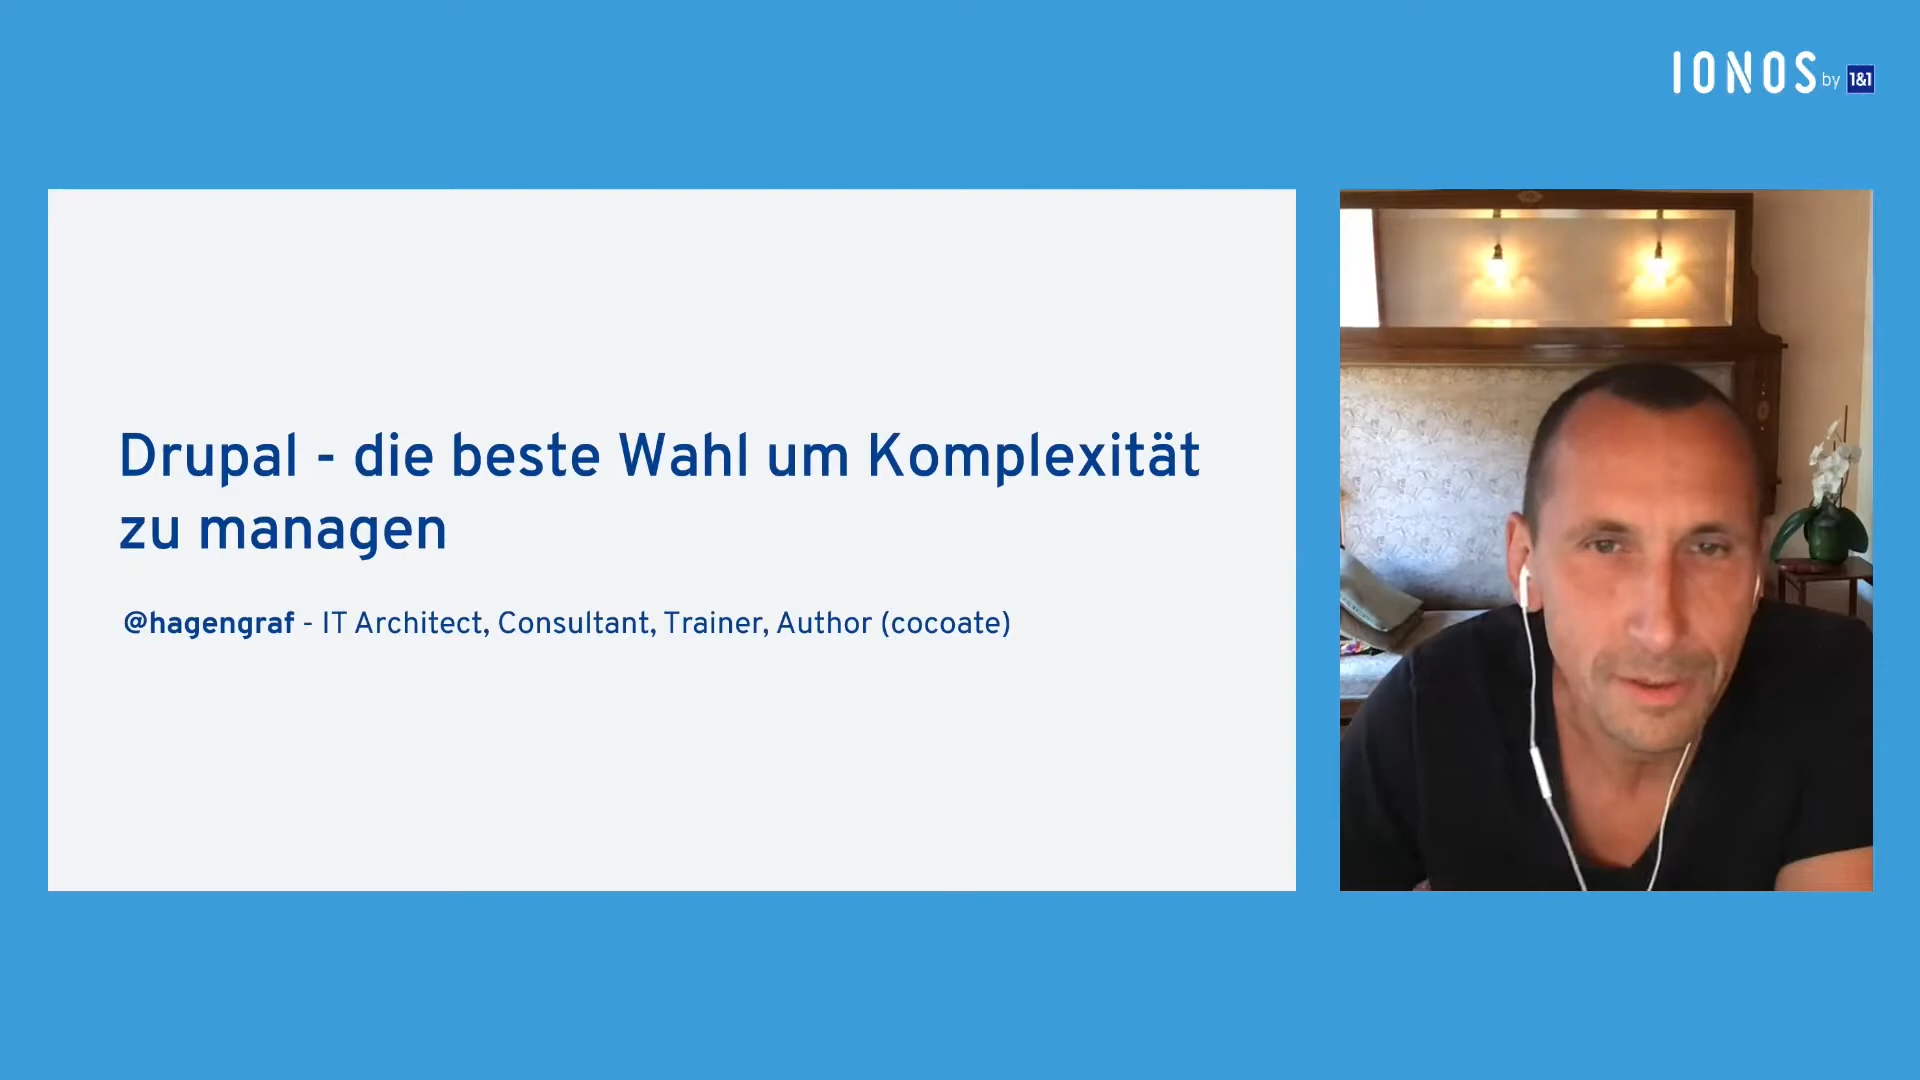 IONOS by 1&1
Drupal - die beste Wahl um Komplexität
zu managen
@hagengraf - IT Architect, Consultant, Trainer, Author (cocoate)